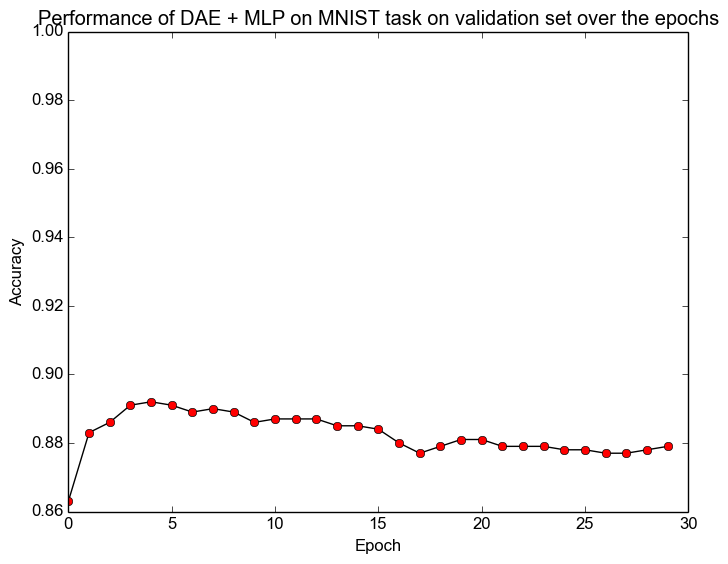 Performance of DAE + MLP on MNIST task on validation set over the epochs
1.00
0.98
0.96
0.94
0.92
0.90
0.88
0.86
Accuracy
0 5 10 15 20 25 30
Epoch